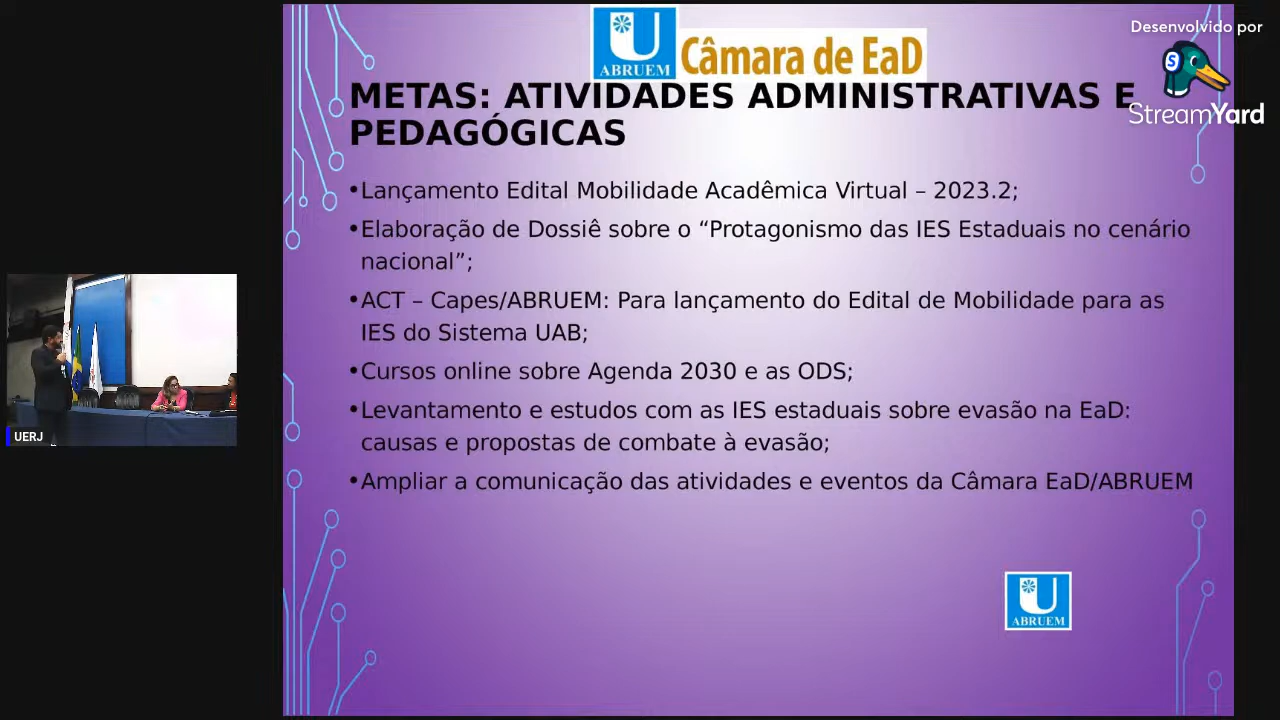 Desenvolvido por
StreamYard
ABRUEM
Câmara de EaD
METAS: ATIVIDADES ADMINISTRATIVAS E
PEDAGÓGICAS
•Lançamento Edital Mobilidade Acadêmica Virtual – 2023.2;
•Elaboração de Dossiê sobre o “Protagonismo das IES Estaduais no cenário
nacional”;
•ACT – Capes/ABRUEM: Para lançamento do Edital de Mobilidade para as
IES do Sistema UAB;
•Cursos online sobre Agenda 2030 e as ODS;
•Levantamento e estudos com as IES estaduais sobre evasão na EaD:
causas e propostas de combate à evasão;
•Ampliar a comunicação das atividades e eventos da Câmara EaD/ABRUEM
UERJ
ABRUEM